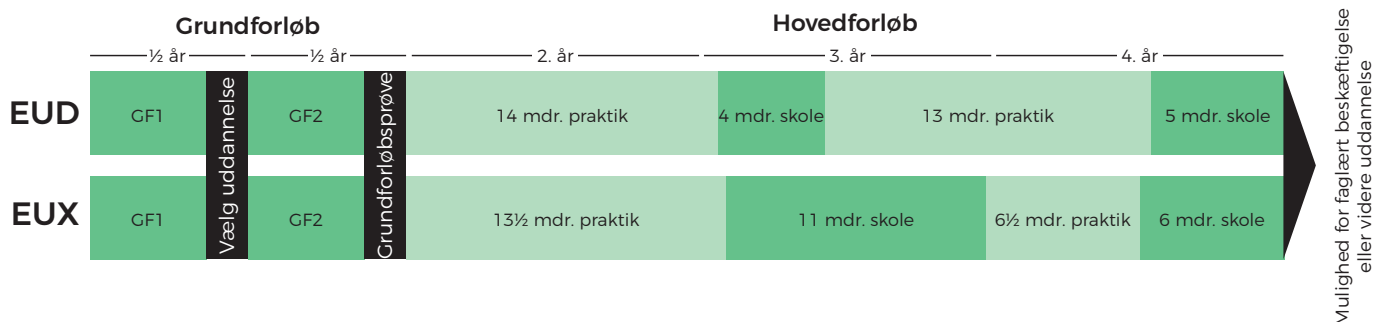 Grundforløb
Hovedforløb
½ år
½ år
2. år
3. år
4. år
EUD
GF1
Vælg uddannelse
GF2
Grundforløbsprøve
14 mdr. praktik
4 mdr. skole
13 mdr. praktik
5 mdr. skole
EUX
GF1
GF2
13½ mdr. praktik
11 mdr. skole
6½ mdr. praktik
6 mdr. skole
Mulighed for faglært beskæftigelse
eller videre uddannelse